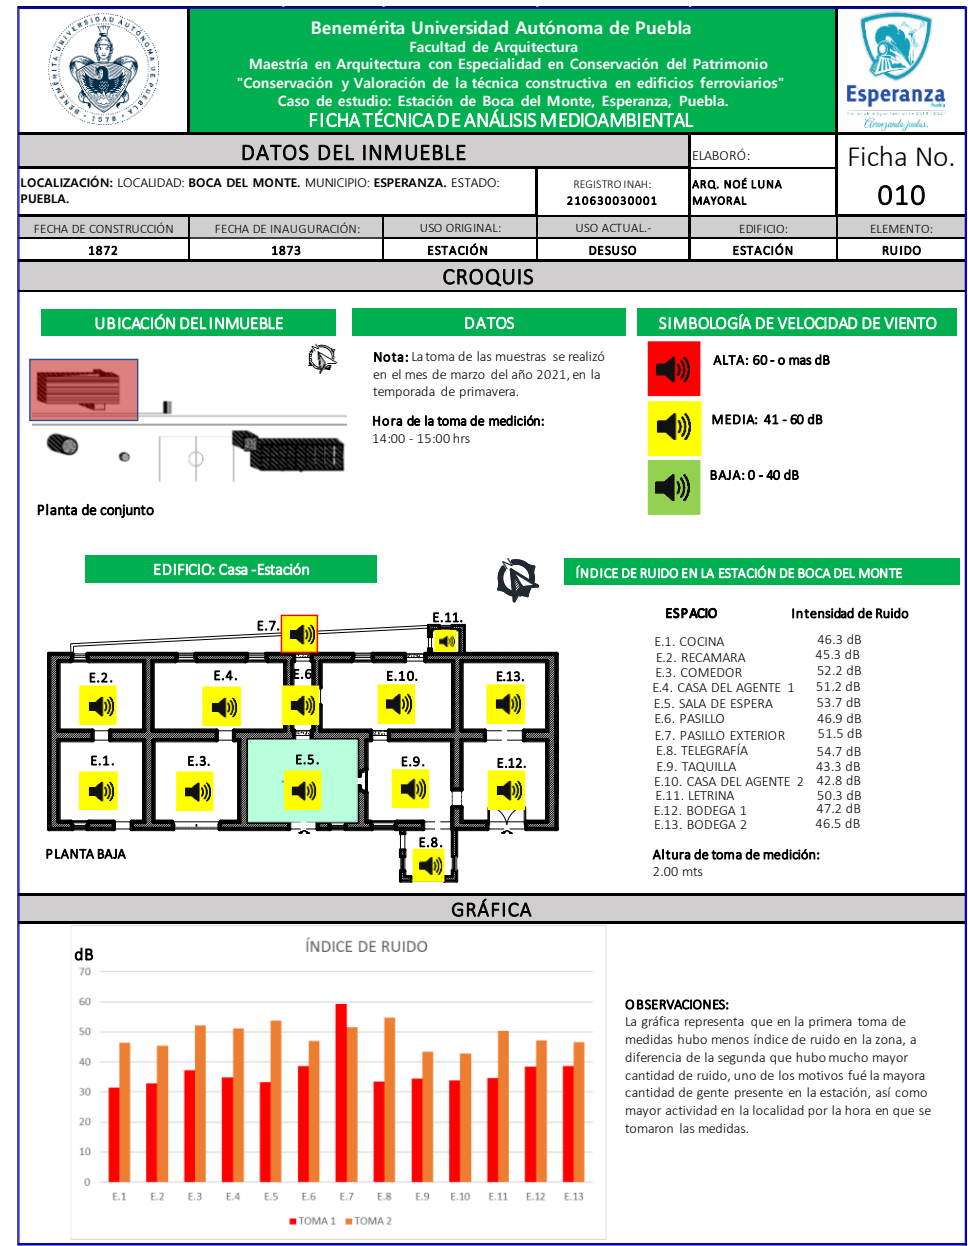 Benemérita Universidad Autónoma de Puebla
Facultad de Arquitectura
Maestría en Arquitectura con Especialidad en Conservación del Patrimonio
"Conservación y Valoración de la técnica constructiva en edificios ferroviarios"
Caso de estudio: Estación de Boca del Monte, Esperanza, Puebla.
FICHA TÉCNICA DE ANÁLISIS MEDIOAMBIENTAL
BENEMÉRITA UNIVERSIDAD AUTÓNOMA DE PUEBLA
1578
Esperanza
Puebla
¡Avanzando juntos.
DATOS DEL INMUEBLE
ELABORÓ:
Ficha No.
010
LOCALIZACIÓN: LOCALIDAD: BOCA DEL MONTE. MUNICIPIO: ESPERANZA. ESTADO:
PUEBLA.
REGISTRO INAH:
210630030001
ARQ. NOÉ LUNA
MAYORAL
FECHA DE CONSTRUCCIÓN
FECHA DE INAUGURACIÓN:
USO ORIGINAL:
USO ACTUAL.-
EDIFICIO:
ELEMENTO:
1872
1873
ESTACIÓN
DESUSO
ESTACIÓN
RUIDO
CROQUIS
UBICACIÓN DEL INMUEBLE
DATOS
SIMBOLOGÍA DE VELOCIDAD DE VIENTO
Nota: La toma de las muestras se realizó
en el mes de marzo del año 2021, en la
temporada de primavera.
Hora de la toma de medición:
14:00 - 15:00 hrs
ALTA: 60 - o mas dB
MEDIA: 41 - 60 dB
BAJA: 0 - 40 dB
Planta de conjunto
EDIFICIO: Casa -Estación
ÍNDICE DE RUIDO EN LA ESTACIÓN DE BOCA DEL MONTE
E.7.
E.11.
E.2.
E.4.
E.6
E.10.
E.13.
E.1.
E.3.
E.5.
E.9.
E.12.
E.8.
PLANTA BAJA
ESPACIO Intensidad de Ruido
E.1. COCINA 46.3 dB
E.2. RECAMARA 45.3 dB
E.3. COMEDOR 52.2 dB
E.4. CASA DEL AGENTE 1 51.2 dB
E.5. SALA DE ESPERA 53.7 dB
E.6. PASILLO 46.9 dB
E.7. PASILLO EXTERIOR 51.5 dB
E.8. TELEGRAFÍA 54.7 dB
E.9. TAQUILLA 43.3 dB
E.10. CASA DEL AGENTE 2 42.8 dB
E.11. LETRINA 50.3 dB
E.12. BODEGA 1 47.2 dB
E.13. BODEGA 2 46.5 dB
Altura de toma de medición:
2.00 mts
GRÁFICA
ÍNDICE DE RUIDO
dB
70
60
50
40
30
20
10
0
E.1 E.2 E.3 E.4 E.5 E.6 E.7 E.8 E.9 E.10 E.11 E.12 E.13
TOMA 1 TOMA 2
OBSERVACIONES:
La gráfica representa que en la primera toma de
medidas hubo menos índice de ruido en la zona, a
diferencia de la segunda que hubo mucho mayor
cantidad de ruido, uno de los motivos fué la mayora
cantidad de gente presente en la estación, así como
mayor actividad en la localidad por la hora en que se
tomaron las medidas.